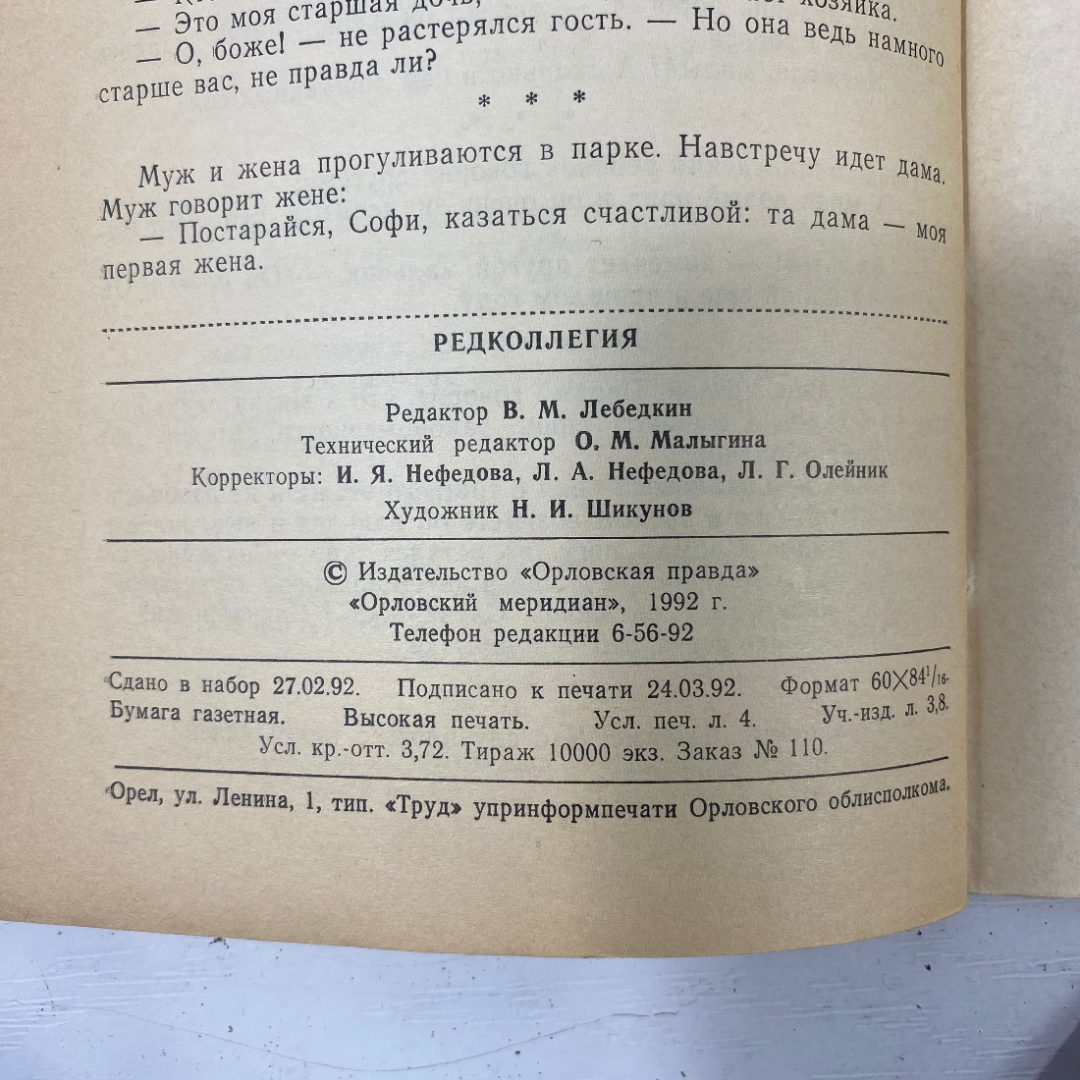 — Это моя старшая дочь, хозяйка.
— О, боже! — не растерялся гость. — Но она ведь намного
старше вас, не правда ли?
* * *
Муж и жена прогуливаются в парке. Навстречу идет дама.
Муж говорит жене:
— Постарайся, Софи, казаться счастливой: та дама — моя
первая жена.
РЕДКОЛЛЕГИЯ
Редактор В. М. Лебедкин
Технический редактор О. М. Малыгина
Корректоры: И. Я. Нефедова, Л. А. Нефедова, Л. Г. Олейник
Художник Н. И. Шикунов
© Издательство «Орловская правда»
«Орловский меридиан», 1992 г.
Телефон редакции 6-56-92
Сдано в набор 27.02.92. Подписано к печати 24.03.92. Формат 60×84¹/₁₆.
Бумага газетная. Высокая печать. Усл. печ. л. 4. Уч.-изд. л. 3,8.
Усл. кр.-отт. 3,72. Тираж 10000 экз. Заказ № 110.
Орел, ул. Ленина, 1, тип. «Труд» упринформпечати Орловского облисполкома.